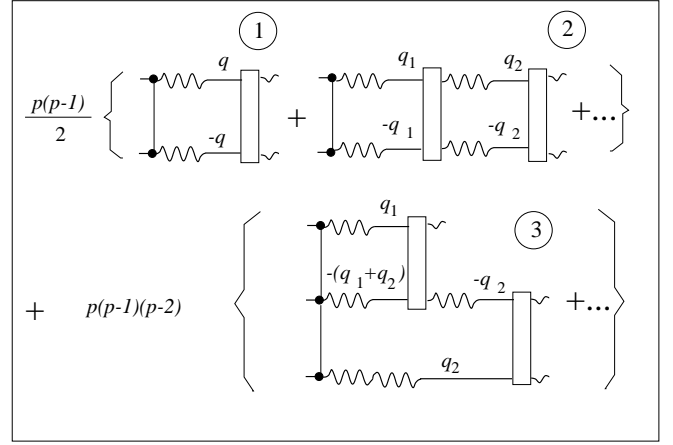 1 2
p(p-1)/2 { q -q + q1 -q1 q2 -q2 +... }
+ p(p-1)(p-2) { q1 -(q1+q2) -q2 q2 3 +... }